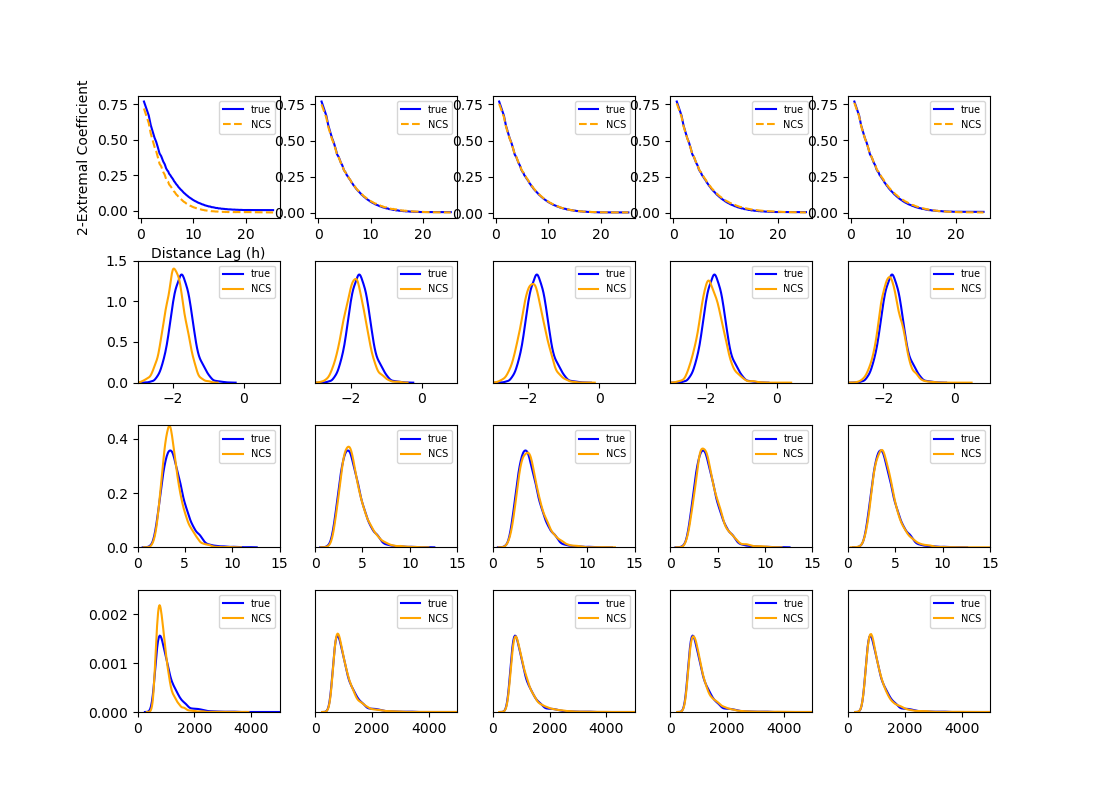 2-Extremal Coefficient
0.75 true 0.75 true 0.75 true 0.75 true 0.75 true
NCS NCS NCS NCS NCS
0.50 0.50 0.50 0.50 0.50
0.25 0.25 0.25 0.25 0.25
0.00 0.00 0.00 0.00 0.00
0 10 20 0 10 20 0 10 20 0 10 20 0 10 20
Distance Lag (h)
1.5 true true true true true
NCS NCS NCS NCS NCS
1.0
0.5
0.0
−2 0 −2 0 −2 0 −2 0 −2 0
0.4 true true true true true
NCS NCS NCS NCS NCS
0.2
0.0
0 5 10 15 0 5 10 15 0 5 10 15 0 5 10 15 0 5 10 15
true true true true true
0.002 NCS NCS NCS NCS NCS
0.001
0.000
0 2000 4000 0 2000 4000 0 2000 4000 0 2000 4000 0 2000 4000